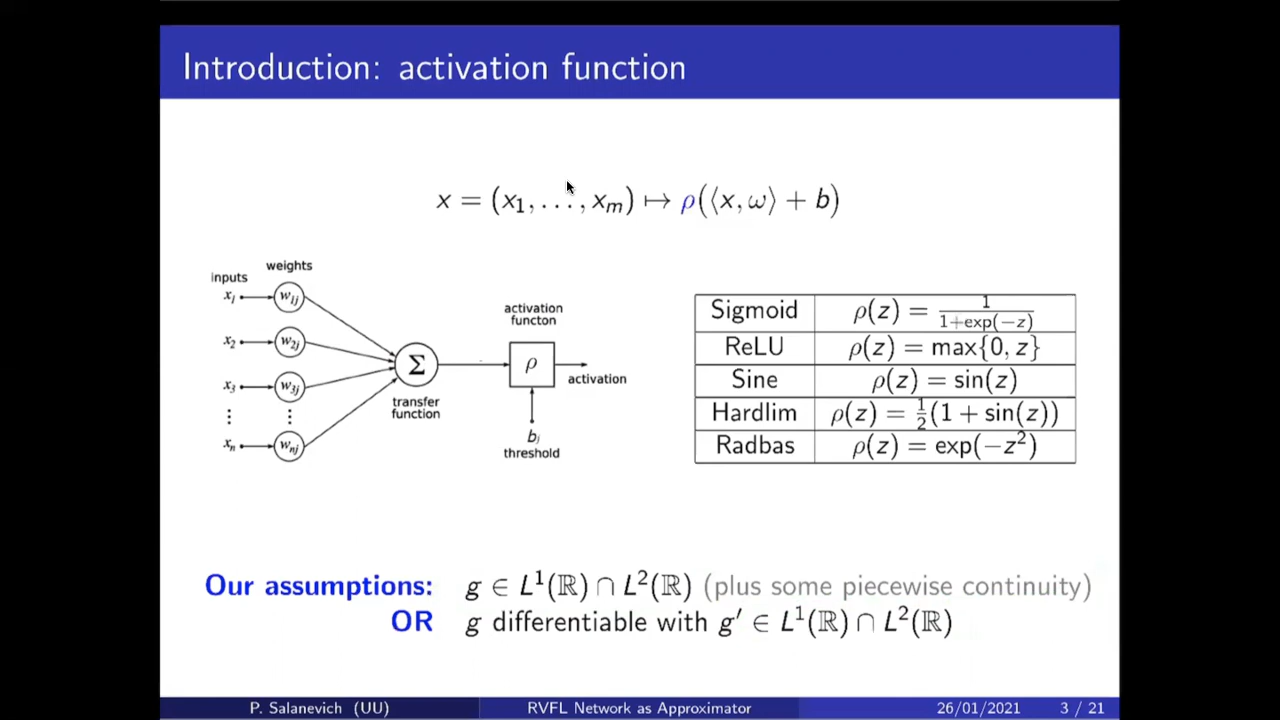 Introduction: activation function
x = (x₁, . . . , xₘ) ↦ ρ(⟨x, ω⟩ + b)
weights
inputs
x₁ w₁ⱼ
x₂ w₂ⱼ
x₃ w₃ⱼ
⋮ ⋮
xₙ wₙⱼ
Σ
transfer
function
activation
functon
ρ
activation
bⱼ
threshold
Sigmoid ρ(z) = 1/(1+exp(−z))
ReLU ρ(z) = max{0, z}
Sine ρ(z) = sin(z)
Hardlim ρ(z) = ½(1 + sin(z))
Radbas ρ(z) = exp(−z²)
Our assumptions: g ∈ L¹(ℝ) ∩ L²(ℝ) (plus some piecewise continuity)
OR g differentiable with g′ ∈ L¹(ℝ) ∩ L²(ℝ)
P. Salanevich (UU) RVFL Network as Approximator 26/01/2021 3 / 21